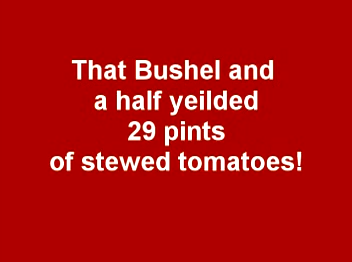 That Bushel and
a half yeilded
29 pints
of stewed tomatoes!